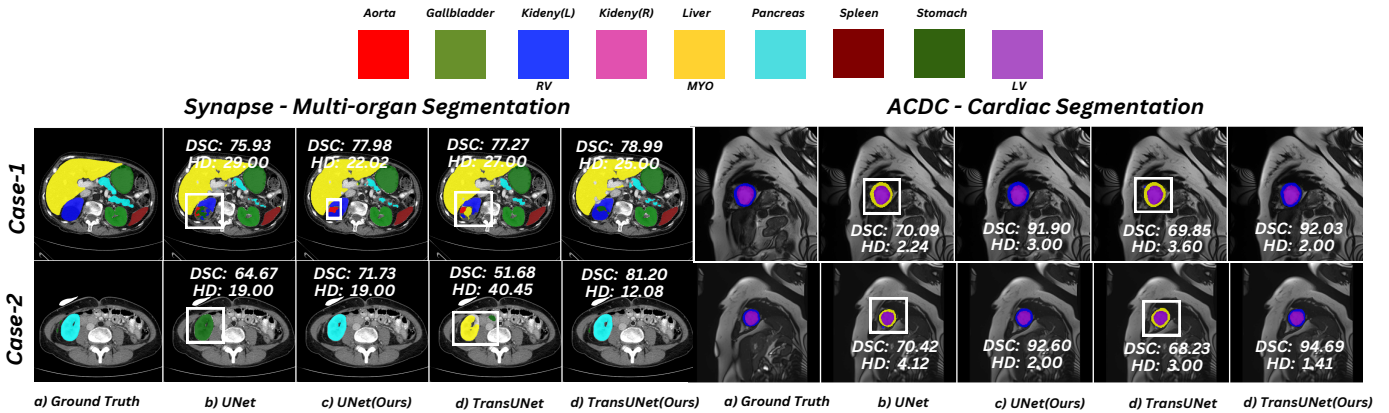 Aorta Gallbladder Kideny(L) Kideny(R) Liver Pancreas Spleen Stomach
RV MYO LV
Synapse - Multi-organ Segmentation ACDC - Cardiac Segmentation
Case-1
DSC: 75.93 DSC: 77.98 DSC: 77.27 DSC: 78.99
HD: 29.00 HD: 22.02 HD: 27.00 HD: 25.00
DSC: 70.09 DSC: 91.90 DSC: 69.85 DSC: 92.03
HD: 2.24 HD: 3.00 HD: 3.60 HD: 2.00
Case-2
DSC: 64.67 DSC: 71.73 DSC: 51.68 DSC: 81.20
HD: 19.00 HD: 19.00 HD: 40.45 HD: 12.08
DSC: 70.42 DSC: 92.60 DSC: 68.23 DSC: 94.69
HD: 4.12 HD: 2.00 HD: 3.00 HD: 1.41
a) Ground Truth b) UNet c) UNet(Ours) d) TransUNet d) TransUNet(Ours) a) Ground Truth b) UNet c) UNet(Ours) d) TransUNet d) TransUNet(Ours)